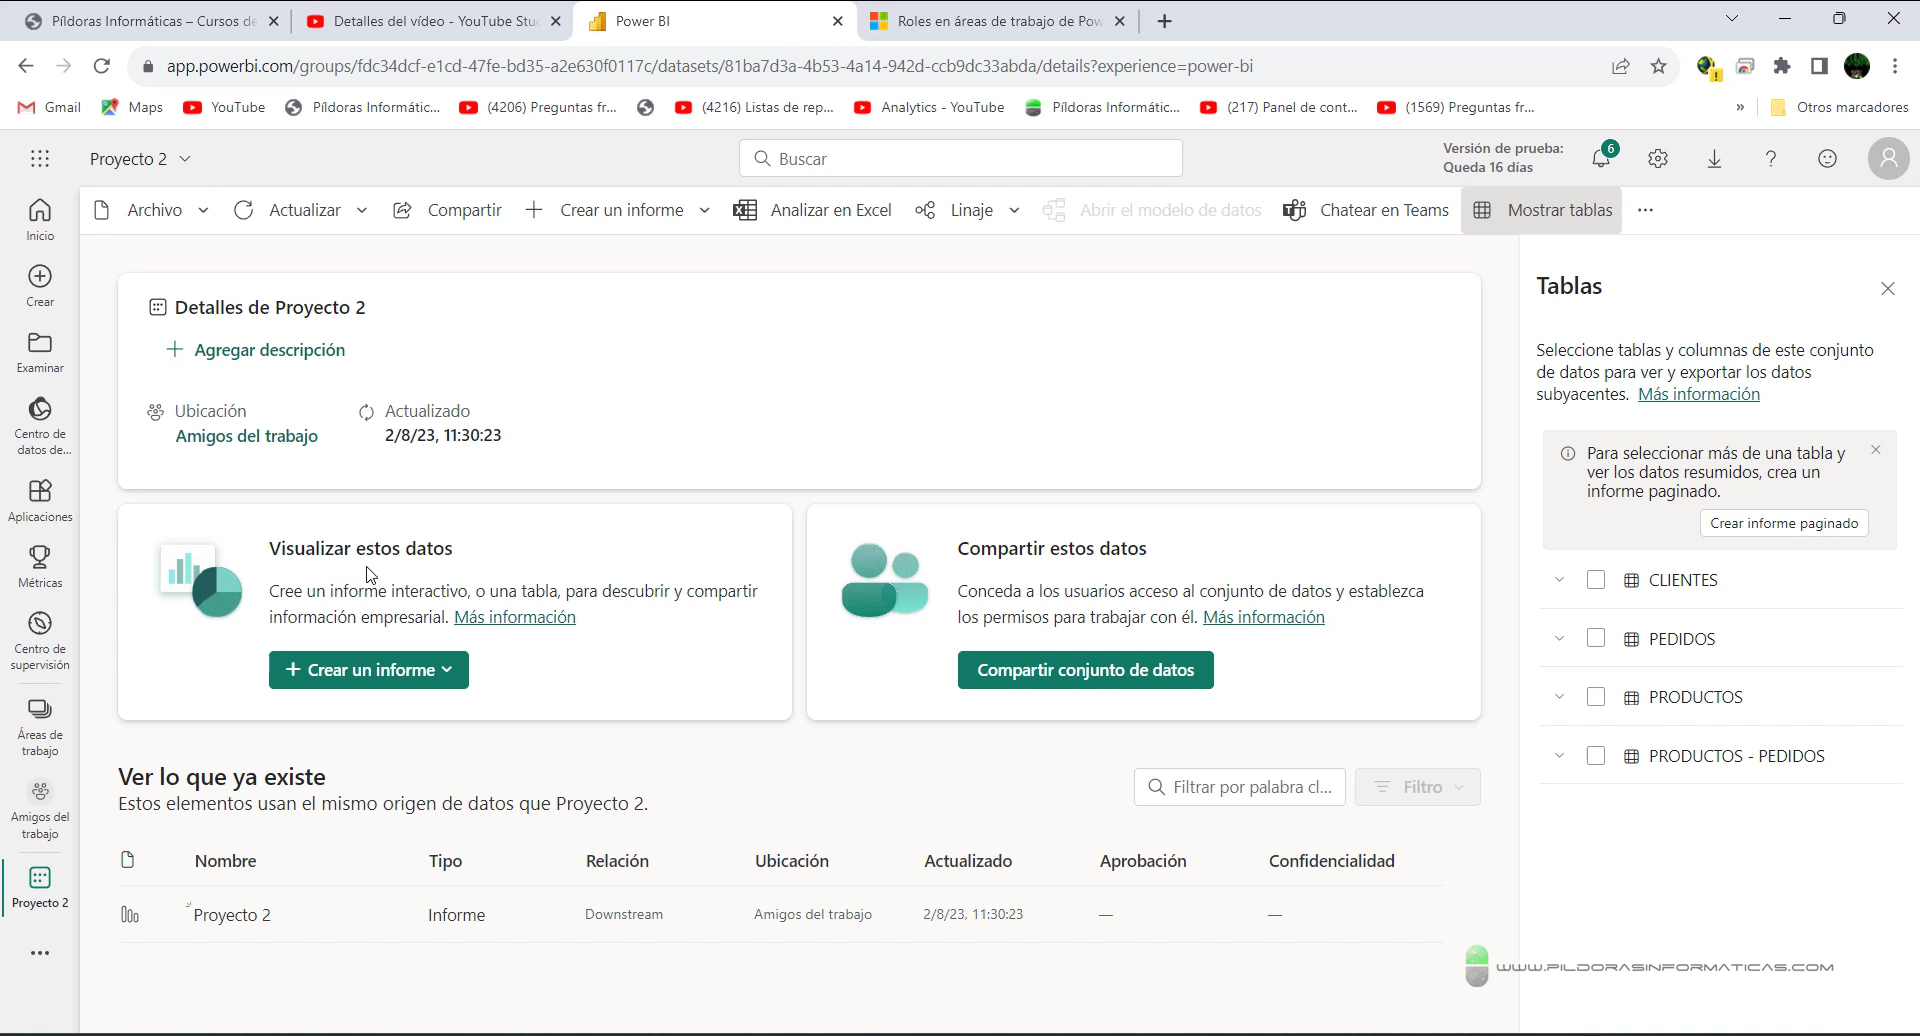 Píldoras Informáticas – Cursos de
Detalles del vídeo - YouTube Stu
Power BI
Roles en áreas de trabajo de Pow
app.powerbi.com/groups/fdc34dcf-e1cd-47fe-bd35-a2e630f0117c/datasets/81ba7d3a-4b53-4a14-942d-ccb9dc33abda/details?experience=power-bi
Gmail
Maps
YouTube
Píldoras Informátic...
(4206) Preguntas fr...
(4216) Listas de rep...
Analytics - YouTube
Píldoras Informátic...
(217) Panel de cont...
(1569) Preguntas fr...
»
Otros marcadores
Proyecto 2
Buscar
Versión de prueba:
Queda 16 días
6
Archivo
Actualizar
Compartir
Crear un informe
Analizar en Excel
Linaje
Abrir el modelo de datos
Chatear en Teams
Mostrar tablas
Inicio
Crear
Examinar
Centro de
datos de...
Aplicaciones
Métricas
Centro de
supervisión
Áreas de
trabajo
Amigos del
trabajo
Proyecto 2
Detalles de Proyecto 2
Agregar descripción
Ubicación
Amigos del trabajo
Actualizado
2/8/23, 11:30:23
Visualizar estos datos
Cree un informe interactivo, o una tabla, para descubrir y compartir
información empresarial. Más información
+ Crear un informe
Compartir estos datos
Conceda a los usuarios acceso al conjunto de datos y establezca
los permisos para trabajar con él. Más información
Compartir conjunto de datos
Ver lo que ya existe
Estos elementos usan el mismo origen de datos que Proyecto 2.
Filtrar por palabra cl...
Filtro
Nombre Tipo Relación Ubicación Actualizado Aprobación Confidencialidad
Proyecto 2 Informe Downstream Amigos del trabajo 2/8/23, 11:30:23 — —
Tablas
Seleccione tablas y columnas de este conjunto
de datos para ver y exportar los datos
subyacentes. Más información
Para seleccionar más de una tabla y
ver los datos resumidos, crea un
informe paginado.
Crear informe paginado
CLIENTES
PEDIDOS
PRODUCTOS
PRODUCTOS - PEDIDOS
WWW.PILDORASINFORMATICAS.COM